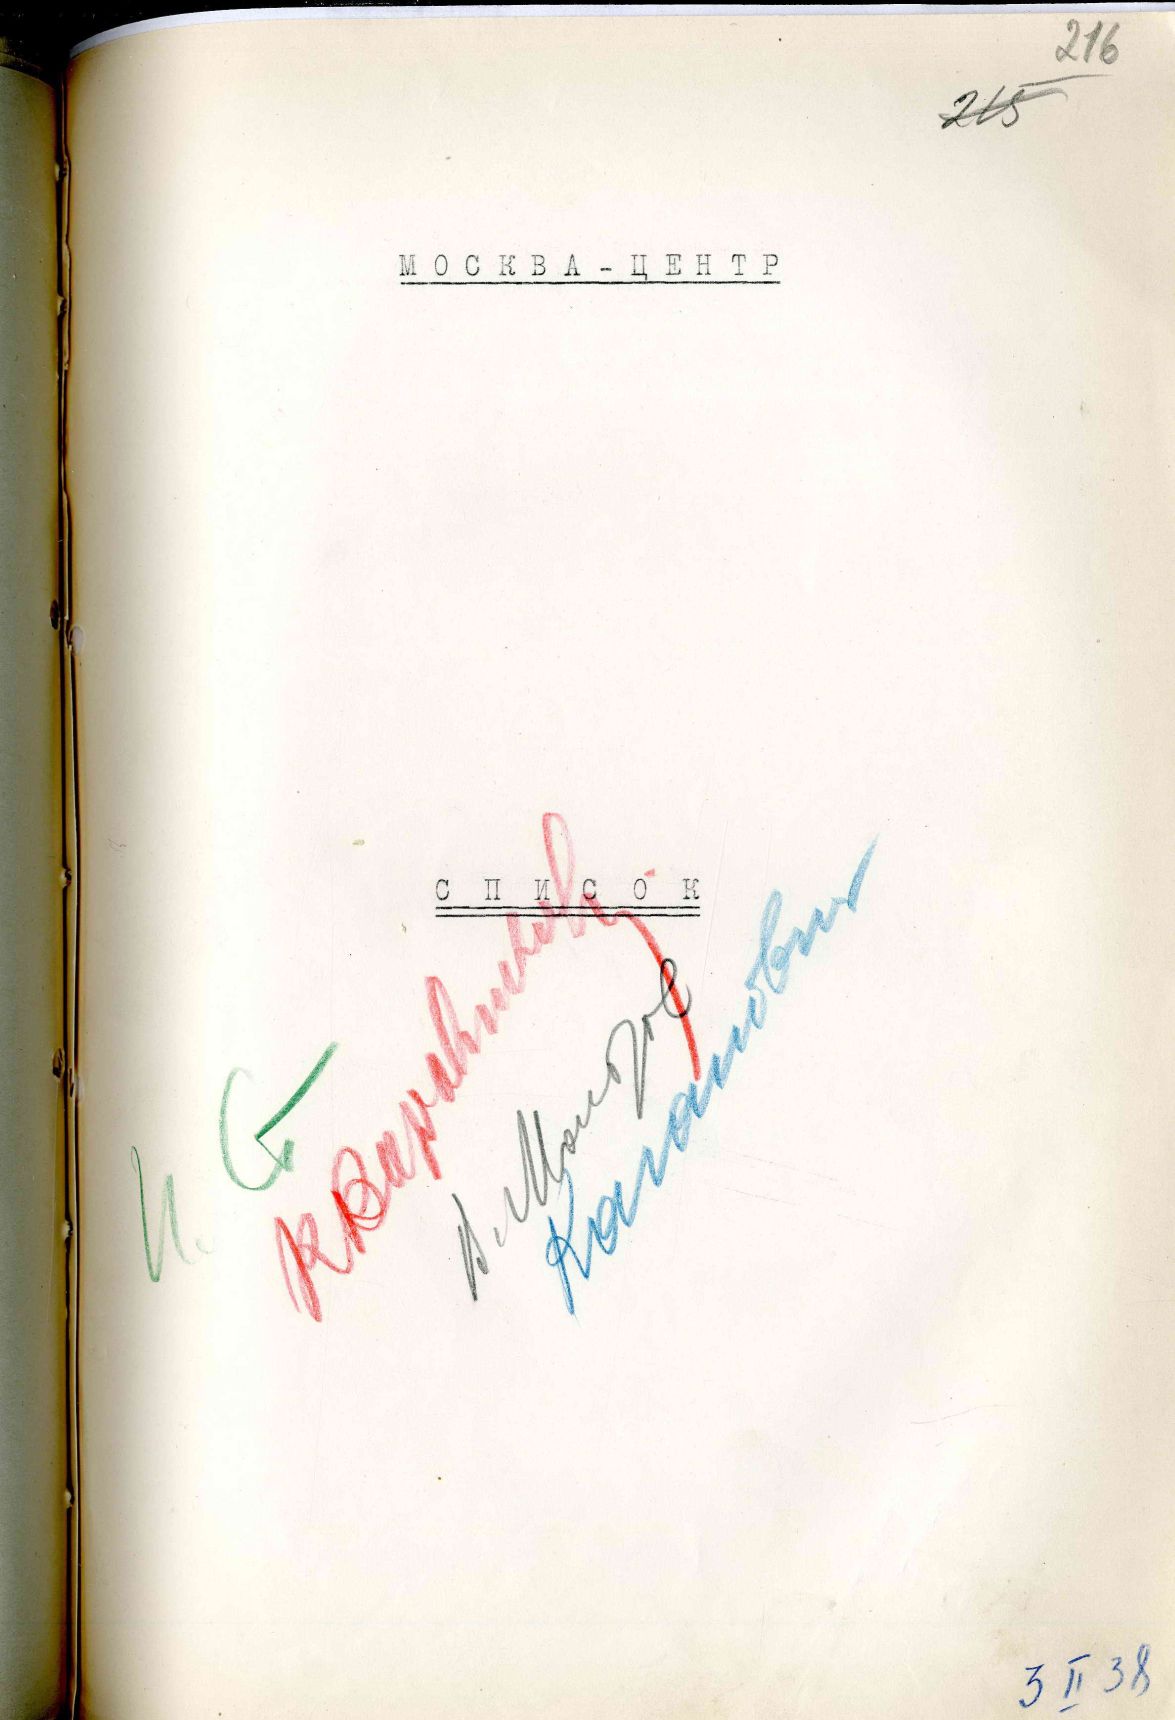 216
215
МОСКВА-ЦЕНТР
СПИСОК
И. Ст
К Ворошилов
В. Молотов
Каганович
3 II 38